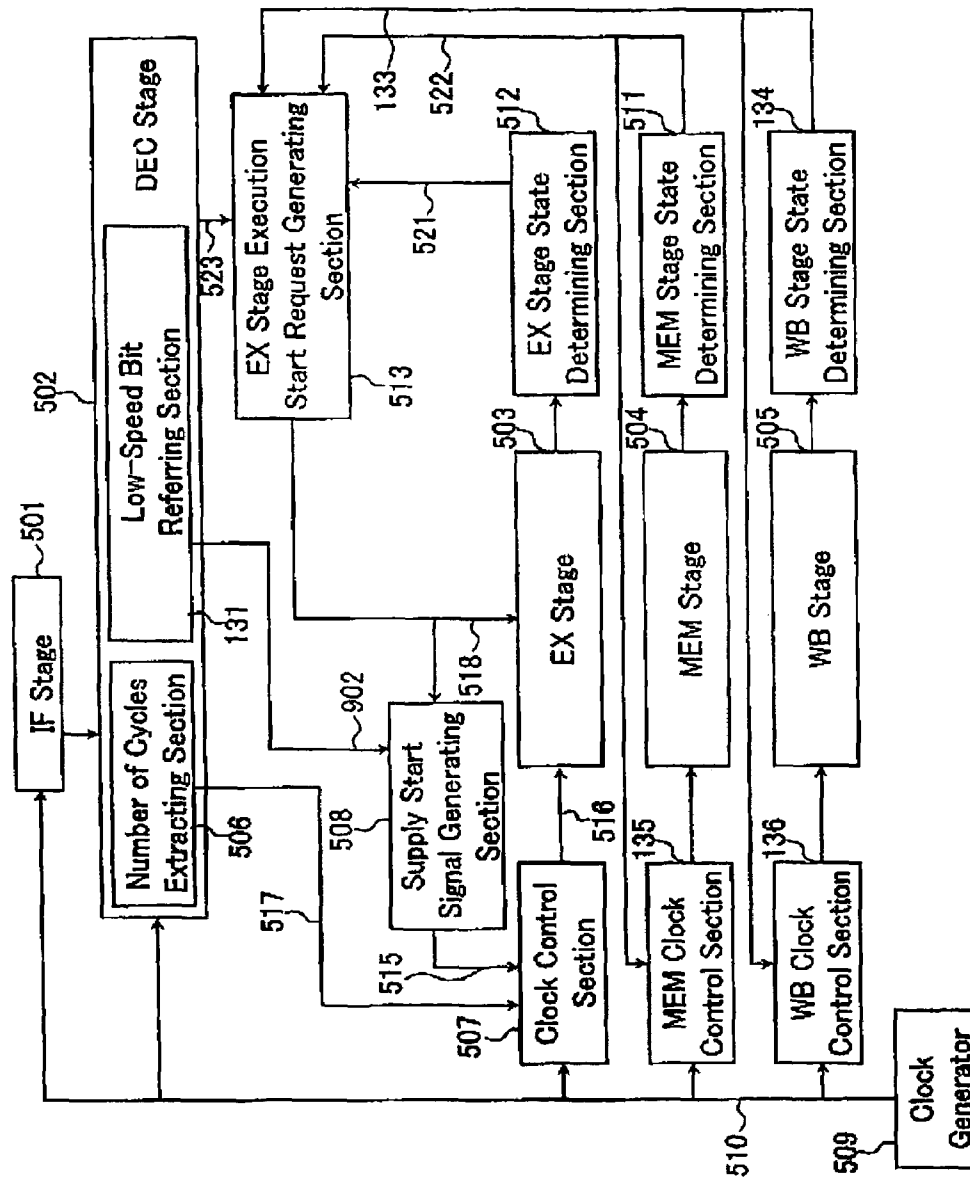 501
IF Stage
502
DEC Stage
Number of Cycles
Extracting Section
506
Low-Speed Bit
Referring Section
131
523
EX Stage Execution
Start Request Generating
Section
513
133
522
517
902
508
Supply Start
Signal Generating
Section
518
521
515
507
Clock Control
Section
516
503
EX Stage
512
EX Stage State
Determining Section
135
MEM Clock
Control Section
504
MEM Stage
511
MEM Stage State
Determining Section
136
WB Clock
Control Section
505
WB Stage
134
WB Stage State
Determining Section
510
509
Clock
Generator